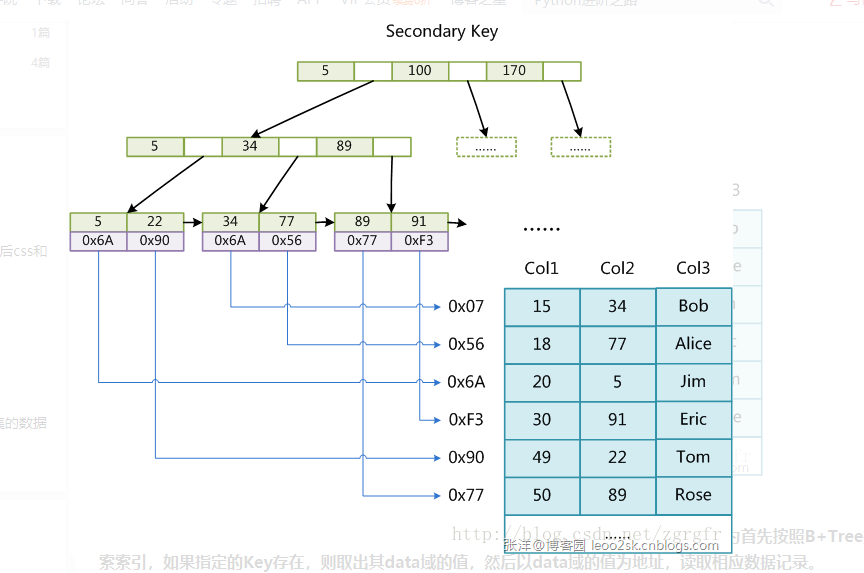 Secondary Key
5 100 170
5 34 89 ...... ......
5 22 34 77 89 91
0x6A 0x90 0x6A 0x56 0x77 0xF3
......
Col1 Col2 Col3
0x07 15 34 Bob
0x56 18 77 Alice
0x6A 20 5 Jim
0xF3 30 91 Eric
0x90 49 22 Tom
0x77 50 89 Rose
......
http://blog.csdn.net/zgrgfr
为首先按照B+Tree
张洋@博客园 leoo2sk.cnblogs.com
索索引，如果指定的Key存在，则取出其data域的值，然后以data域的值为地址，读取相应数据记录。
1篇
4篇
后css和
的数据